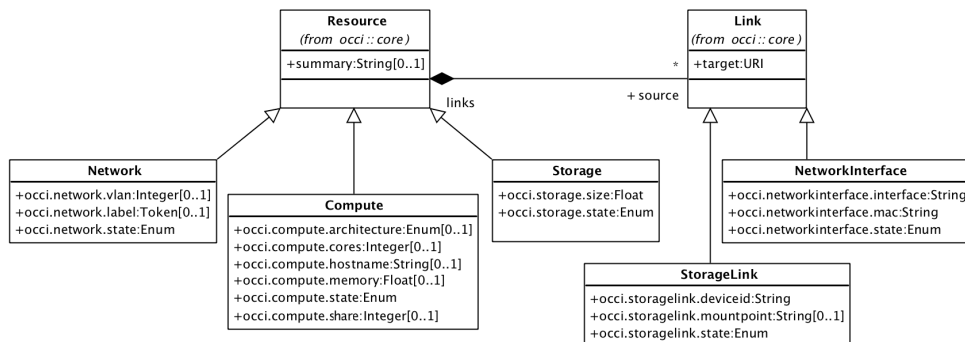 Resource
(from occi::core)
+summary:String[0..1]
Link
(from occi::core)
+target:URI
*
links
+ source
Network
+occi.network.vlan:Integer[0..1]
+occi.network.label:Token[0..1]
+occi.network.state:Enum
Compute
+occi.compute.architecture:Enum[0..1]
+occi.compute.cores:Integer[0..1]
+occi.compute.hostname:String[0..1]
+occi.compute.memory:Float[0..1]
+occi.compute.state:Enum
+occi.compute.share:Integer[0..1]
Storage
+occi.storage.size:Float
+occi.storage.state:Enum
NetworkInterface
+occi.networkinterface.interface:String
+occi.networkinterface.mac:String
+occi.networkinterface.state:Enum
StorageLink
+occi.storagelink.deviceid:String
+occi.storagelink.mountpoint:String[0..1]
+occi.storagelink.state:Enum